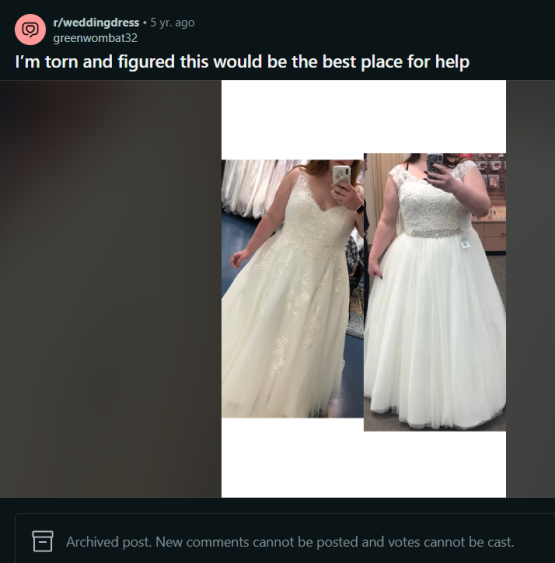 r/weddingdress • 5 yr. ago
greenwombat32
I'm torn and figured this would be the best place for help
Archived post. New comments cannot be posted and votes cannot be cast.